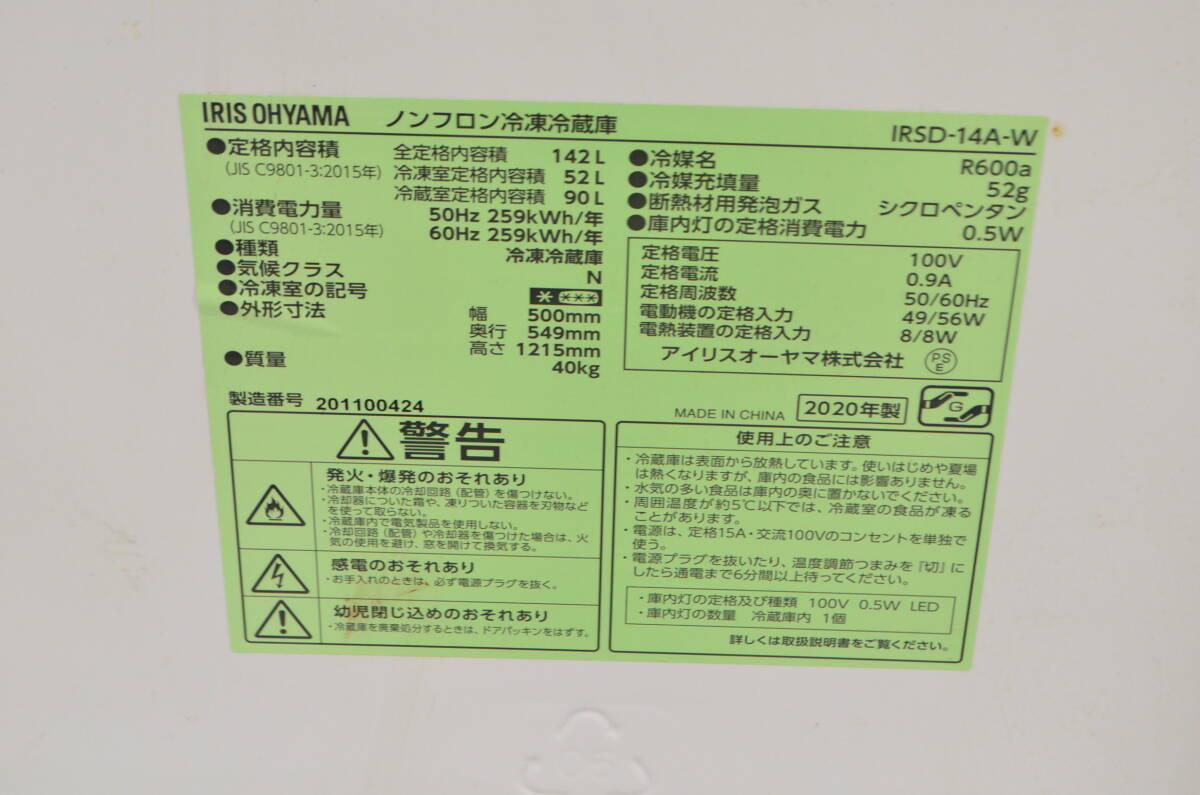 IRIS OHYAMA ノンフロン冷凍冷蔵庫 IRSD-14A-W
●定格内容積 全定格内容積 142L
(JIS C9801-3:2015年) 冷凍室定格内容積 52L
冷蔵室定格内容積 90L
●消費電力量 50Hz 259kWh/年
(JIS C9801-3:2015年) 60Hz 259kWh/年
●種類 冷凍冷蔵庫
●気候クラス N
●冷凍室の記号
●外形寸法 幅 500mm
奥行 549mm
高さ 1215mm
●質量 40kg
製造番号 201100424
●冷媒名 R600a
●冷媒充填量 52g
●断熱材用発泡ガス シクロペンタン
●庫内灯の定格消費電力 0.5W
定格電圧 100V
定格電流 0.9A
定格周波数 50/60Hz
電動機の定格入力 49/56W
電熱装置の定格入力 8/8W
アイリスオーヤマ株式会社 PSE
MADE IN CHINA 2020年製 G
警告
発火・爆発のおそれあり
・冷蔵庫本体の冷却回路(配管)を傷つけない。
・冷却器についた霜や、凍りついた容器を刃物など
を使って取らない。
・冷蔵庫内で電気製品を使用しない。
・冷却回路(配管)や冷却器を傷つけた場合は、火
気の使用を避け、窓を開けて換気する。
感電のおそれあり
・お手入れのときは、必ず電源プラグを抜く。
幼児閉じ込めのおそれあり
・冷蔵庫を廃棄処分するときは、ドアパッキンをはずす。
使用上のご注意
・冷蔵庫は表面から放熱しています。使いはじめや夏場
は熱くなりますが、庫内の食品には影響ありません。
・水気の多い食品は庫内の奥に置かないでください。
・周囲温度が約5℃以下では、冷蔵室の食品が凍る
ことがあります。
・電源は、定格15A・交流100Vのコンセントを単独で
使う。
・電源プラグを抜いたり、温度調節つまみを「切」に
したら通電まで6分間以上待ってください。
・庫内灯の定格及び種類 100V 0.5W LED
・庫内灯の数量 冷蔵庫内 1個
詳しくは取扱説明書をご覧ください。